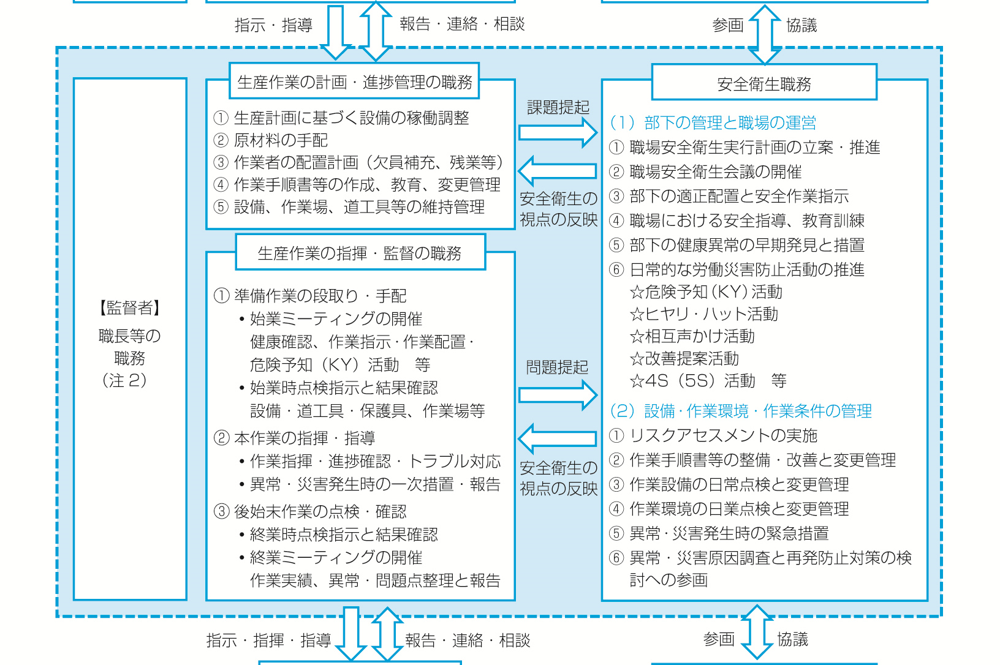 指示・指導
報告・連絡・相談
参画
協議
【監督者】
職長等の
職務
（注 2）
生産作業の計画・進捗管理の職務
① 生産計画に基づく設備の稼働調整
② 原材料の手配
③ 作業者の配置計画（欠員補充、残業等）
④ 作業手順書等の作成、教育、変更管理
⑤ 設備、作業場、道工具等の維持管理
生産作業の指揮・監督の職務
① 準備作業の段取り・手配
• 始業ミーティングの開催
健康確認、作業指示・作業配置・
危険予知（KY）活動　等
• 始業時点検指示と結果確認
設備・道工具・保護具、作業場等
② 本作業の指揮・指導
• 作業指揮・進捗確認・トラブル対応
• 異常・災害発生時の一次措置・報告
③ 後始末作業の点検・確認
• 終業時点検指示と結果確認
• 終業ミーティングの開催
作業実績、異常・問題点整理と報告
課題提起
安全衛生の
視点の反映
問題提起
安全衛生の
視点の反映
安全衛生職務
（1）部下の管理と職場の運営
① 職場安全衛生実行計画の立案・推進
② 職場安全衛生会議の開催
③ 部下の適正配置と安全作業指示
④ 職場における安全指導、教育訓練
⑤ 部下の健康異常の早期発見と措置
⑥ 日常的な労働災害防止活動の推進
☆危険予知（KY）活動
☆ヒヤリ・ハット活動
☆相互声かけ活動
☆改善提案活動
☆4S（5S）活動　等
（2）設備・作業環境・作業条件の管理
① リスクアセスメントの実施
② 作業手順書等の整備・改善と変更管理
③ 作業設備の日常点検と変更管理
④ 作業環境の日業点検と変更管理
⑤ 異常・災害発生時の緊急措置
⑥ 異常・災害原因調査と再発防止対策の検
討への参画
指示・指揮・指導
報告・連絡・相談
参画
協議